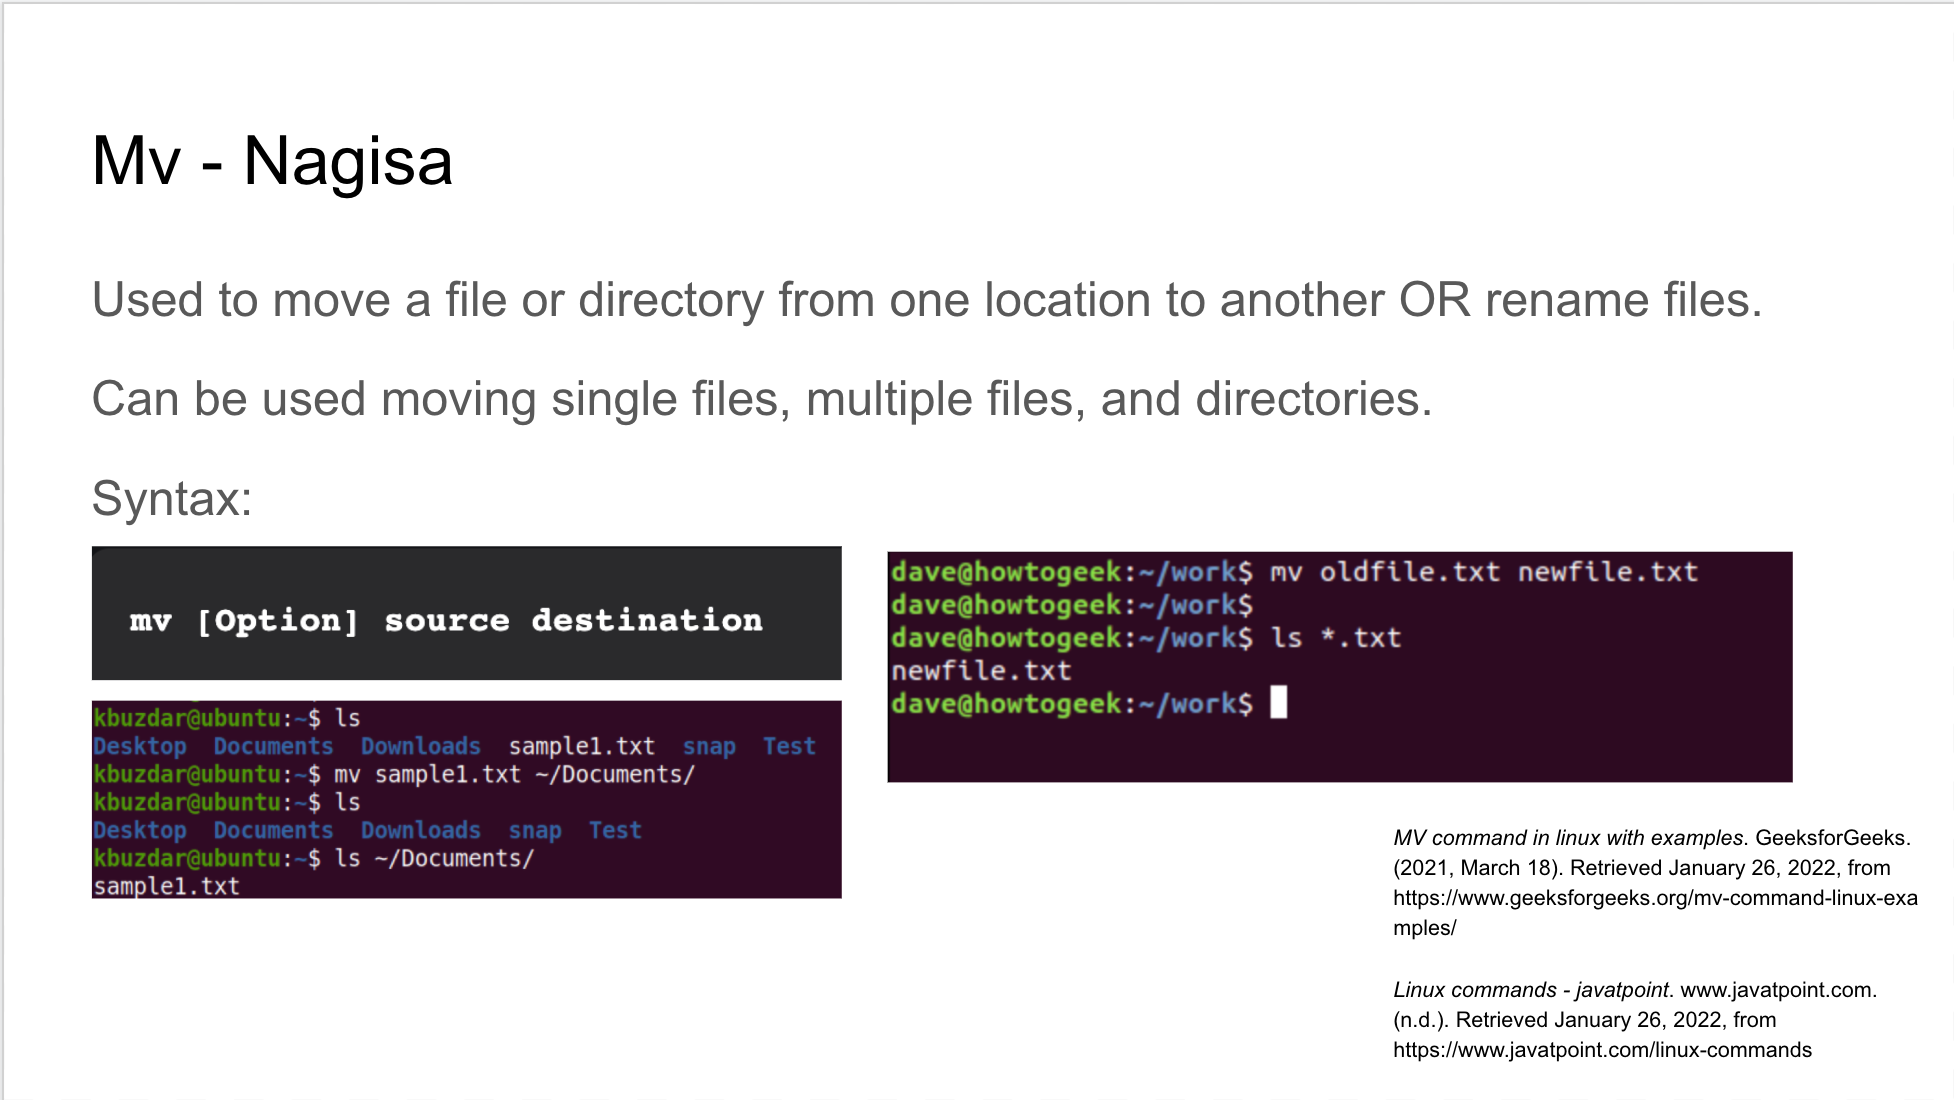 Mv - Nagisa
Used to move a file or directory from one location to another OR rename files.
Can be used moving single files, multiple files, and directories.
Syntax:
mv [Option] source destination
kbuzdar@ubuntu:~$ ls
Desktop Documents Downloads sample1.txt snap Test
kbuzdar@ubuntu:~$ mv sample1.txt ~/Documents/
kbuzdar@ubuntu:~$ ls
Desktop Documents Downloads snap Test
kbuzdar@ubuntu:~$ ls ~/Documents/
sample1.txt
dave@howtogeek:~/work$ mv oldfile.txt newfile.txt
dave@howtogeek:~/work$
dave@howtogeek:~/work$ ls *.txt
newfile.txt
dave@howtogeek:~/work$
MV command in linux with examples. GeeksforGeeks.
(2021, March 18). Retrieved January 26, 2022, from
https://www.geeksforgeeks.org/mv-command-linux-exa
mples/
Linux commands - javatpoint. www.javatpoint.com.
(n.d.). Retrieved January 26, 2022, from
https://www.javatpoint.com/linux-commands